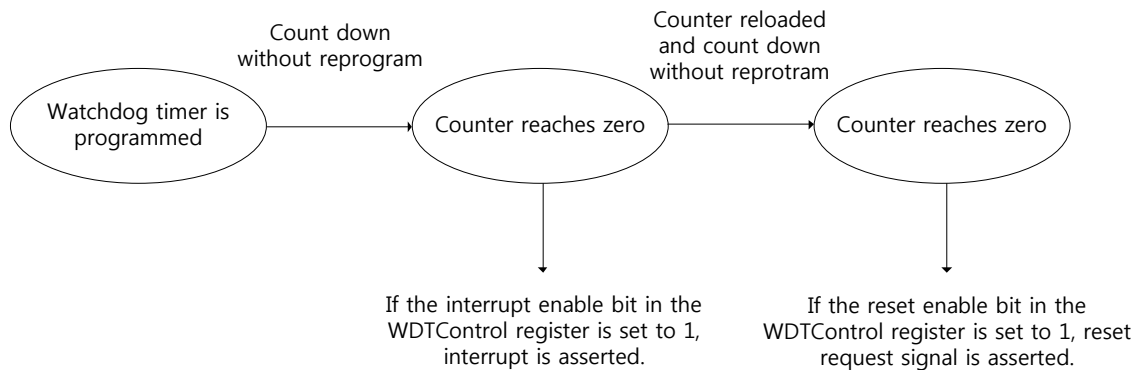 Count down
without reprogram
Counter reloaded
and count down
without reprotram
Watchdog timer is
programmed
Counter reaches zero
Counter reaches zero
If the interrupt enable bit in the
WDTControl register is set to 1,
interrupt is asserted.
If the reset enable bit in the
WDTControl register is set to 1, reset
request signal is asserted.